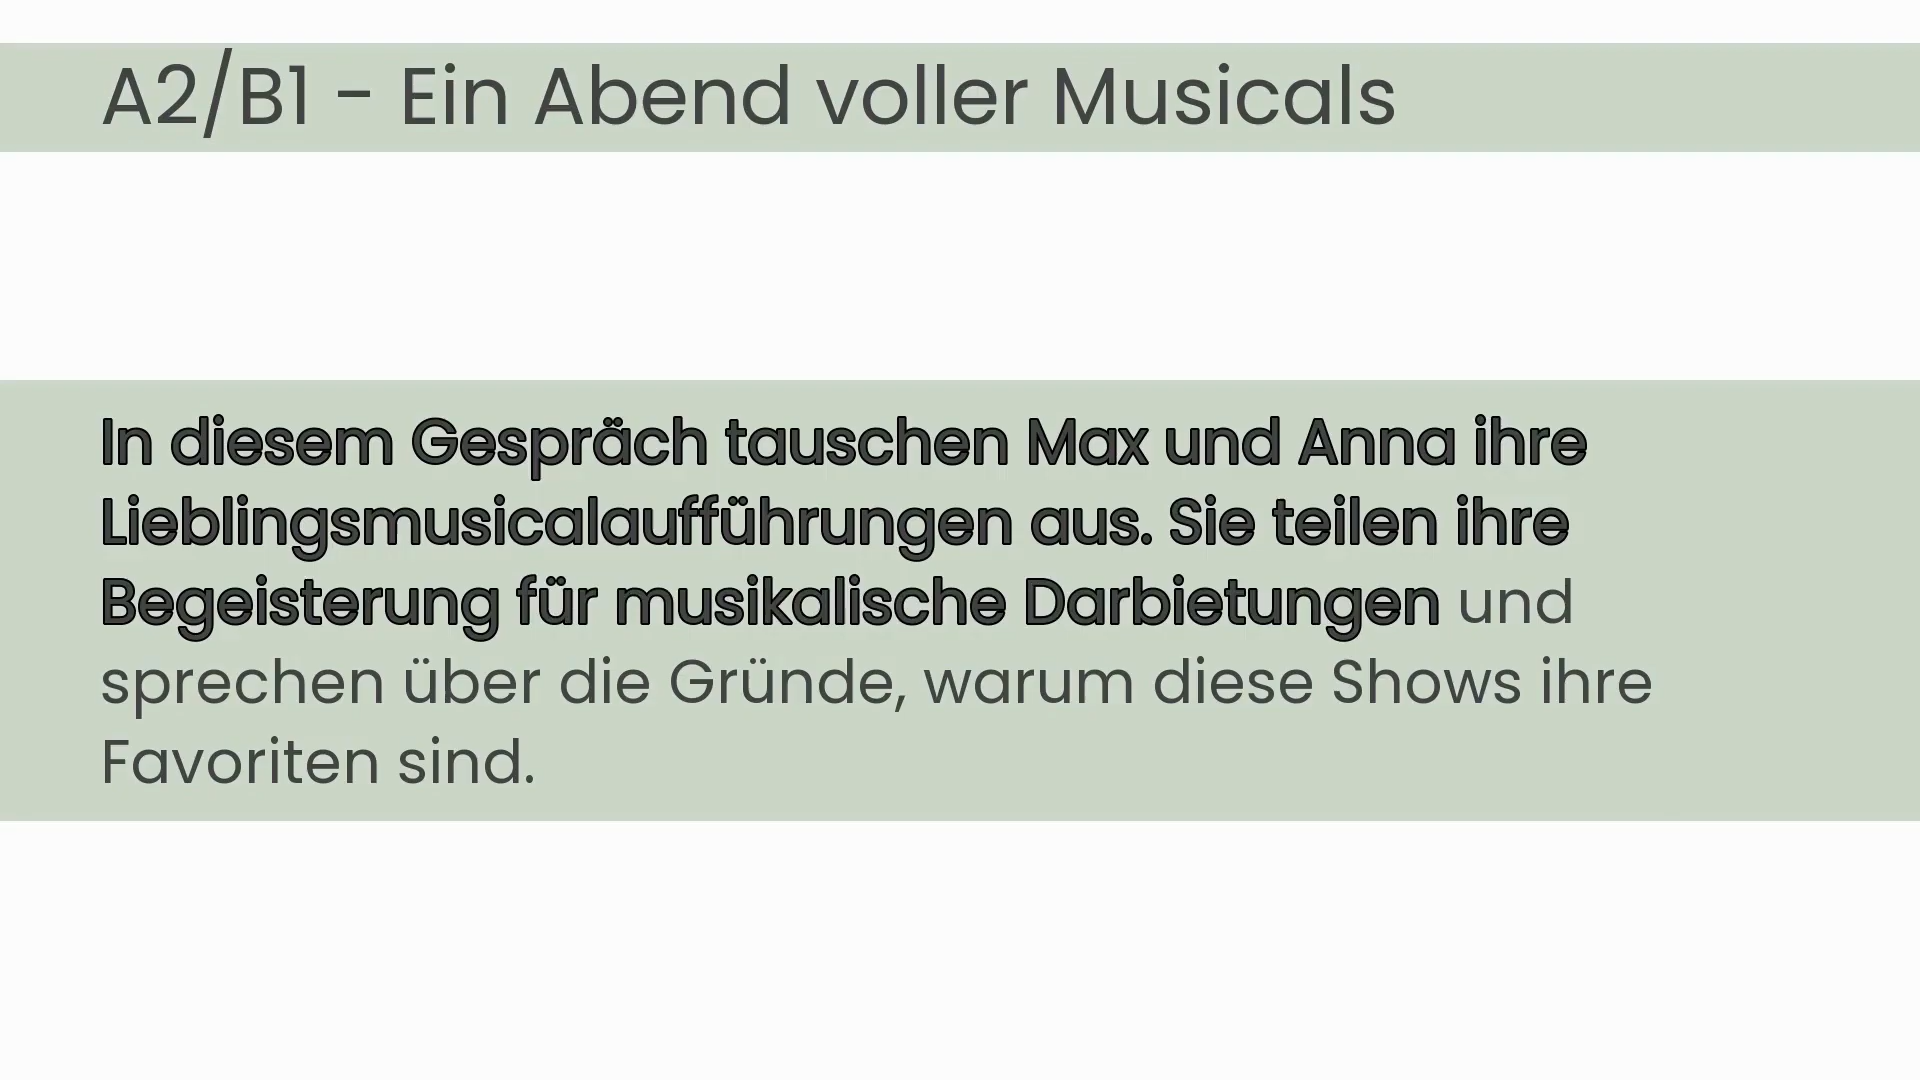 A2/B1 - Ein Abend voller Musicals
In diesem Gespräch tauschen Max und Anna ihre
Lieblingsmusicalaufführungen aus. Sie teilen ihre
Begeisterung für musikalische Darbietungen und
sprechen über die Gründe, warum diese Shows ihre
Favoriten sind.